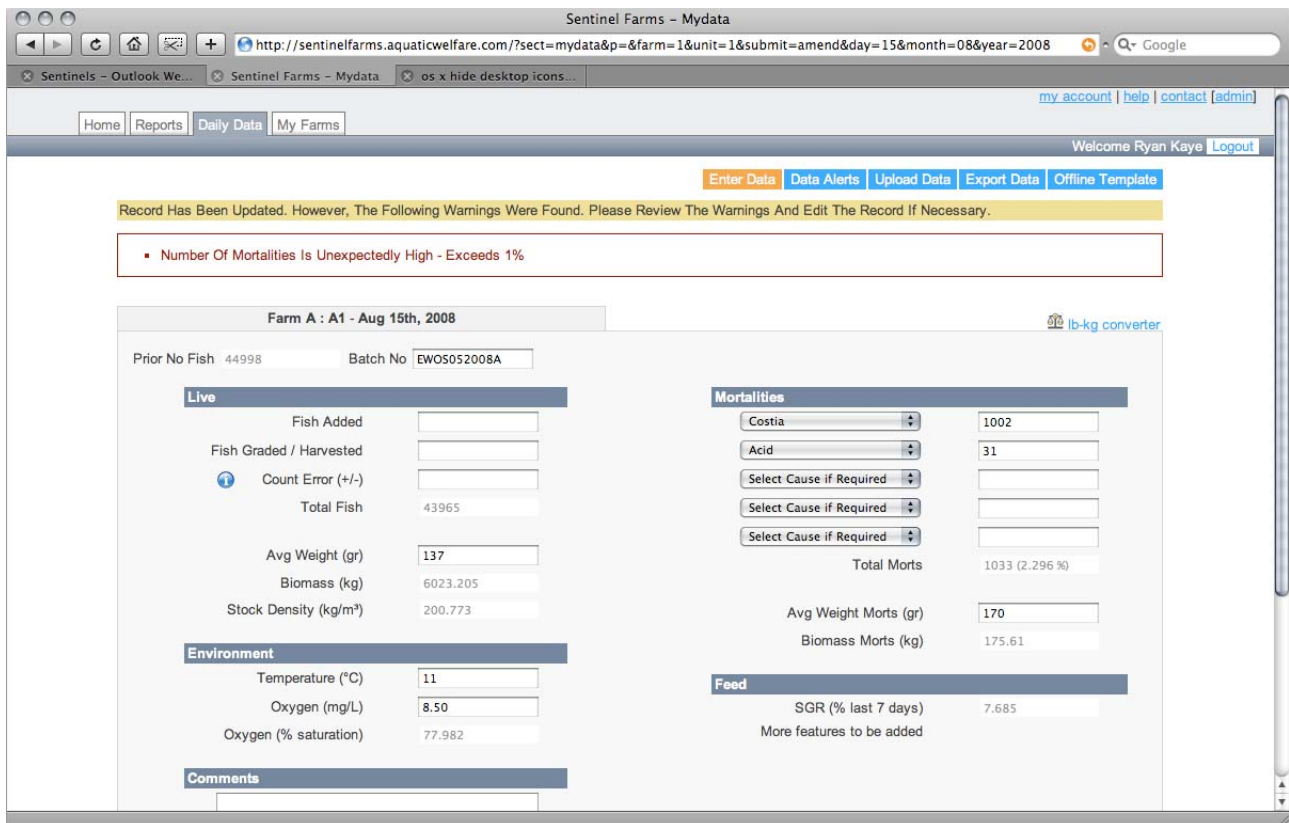 Sentinel Farms - Mydata
http://sentinelfarms.aquaticwelfare.com/?sect=mydata&p=&farm=1&unit=1&submit=amend&day=15&month=08&year=2008
Google
Sentinels - Outlook We...
Sentinel Farms - Mydata
os x hide desktop icons...
my account | help | contact [admin]
Home
Reports
Daily Data
My Farms
Welcome Ryan Kaye Logout
Enter Data
Data Alerts
Upload Data
Export Data
Offline Template
Record Has Been Updated. However, The Following Warnings Were Found. Please Review The Warnings And Edit The Record If Necessary.
Number Of Mortalities Is Unexpectedly High - Exceeds 1%
Farm A : A1 - Aug 15th, 2008
lb-kg converter
Prior No Fish 44998 Batch No EWOS052008A
Live
Fish Added
Fish Graded / Harvested
Count Error (+/-)
Total Fish 43965
Avg Weight (gr) 137
Biomass (kg) 6023.205
Stock Density (kg/m³) 200.773
Environment
Temperature (°C) 11
Oxygen (mg/L) 8.50
Oxygen (% saturation) 77.982
Comments
Mortalities
Costia 1002
Acid 31
Select Cause if Required
Select Cause if Required
Select Cause if Required
Total Morts 1033 (2.296 %)
Avg Weight Morts (gr) 170
Biomass Morts (kg) 175.61
Feed
SGR (% last 7 days) 7.685
More features to be added